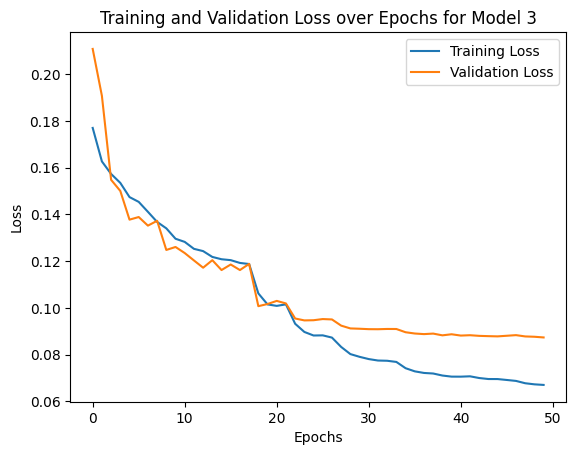 Training and Validation Loss over Epochs for Model 3
Training Loss
Validation Loss
Loss
0.20
0.18
0.16
0.14
0.12
0.10
0.08
0.06
0
10
20
30
40
50
Epochs